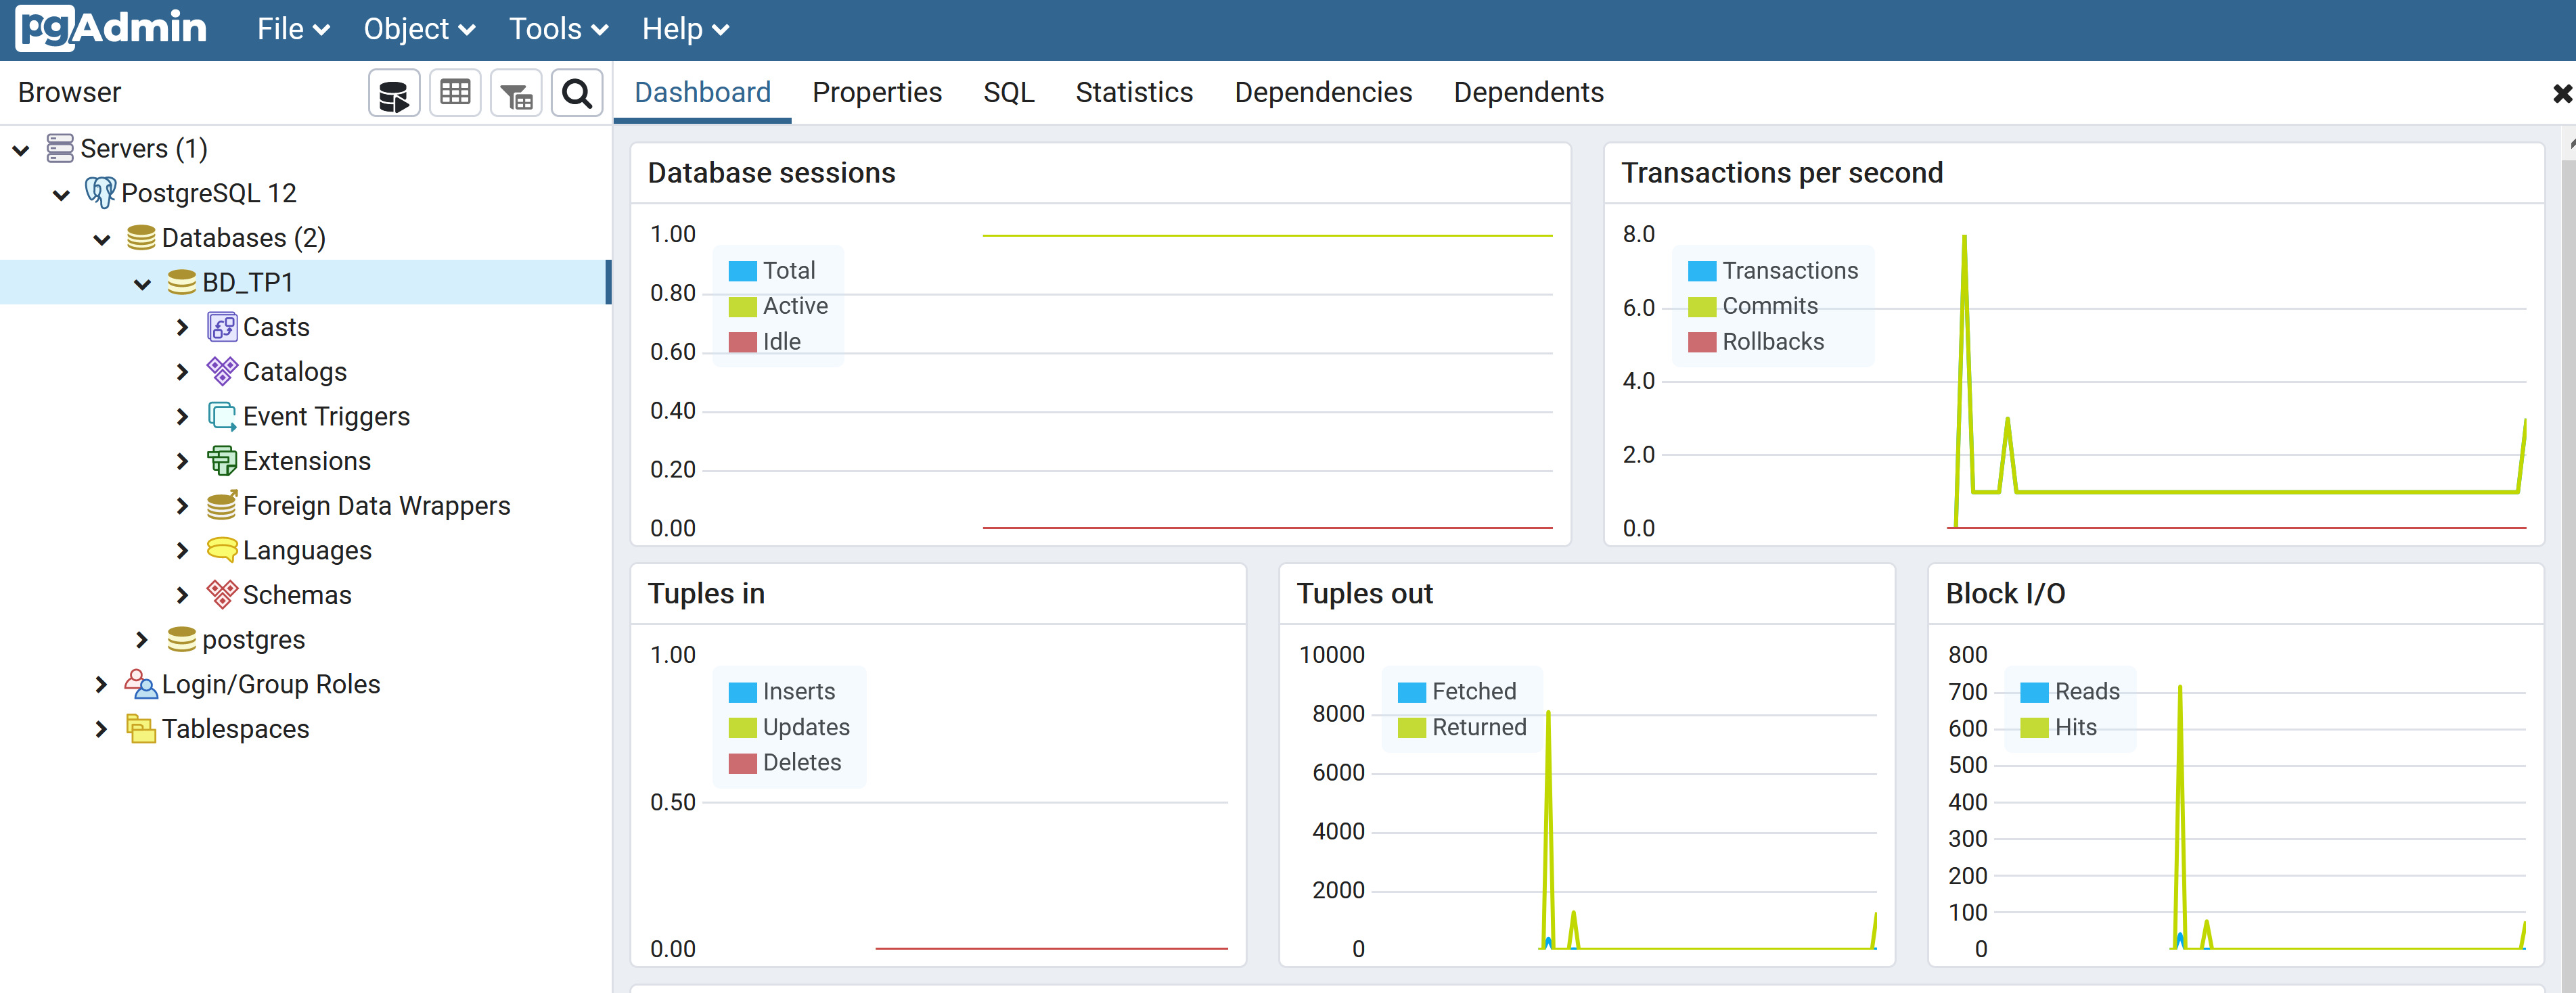 pgAdmin File Object Tools Help
Browser
Dashboard Properties SQL Statistics Dependencies Dependents
Servers (1)
PostgreSQL 12
Databases (2)
BD_TP1
Casts
Catalogs
Event Triggers
Extensions
Foreign Data Wrappers
Languages
Schemas
postgres
Login/Group Roles
Tablespaces
Database sessions
1.00
0.80
0.60
0.40
0.20
0.00
Total
Active
Idle
Transactions per second
8.0
6.0
4.0
2.0
0.0
Transactions
Commits
Rollbacks
Tuples in
1.00
0.50
0.00
Inserts
Updates
Deletes
Tuples out
10000
8000
6000
4000
2000
0
Fetched
Returned
Block I/O
800
700
600
500
400
300
200
100
0
Reads
Hits